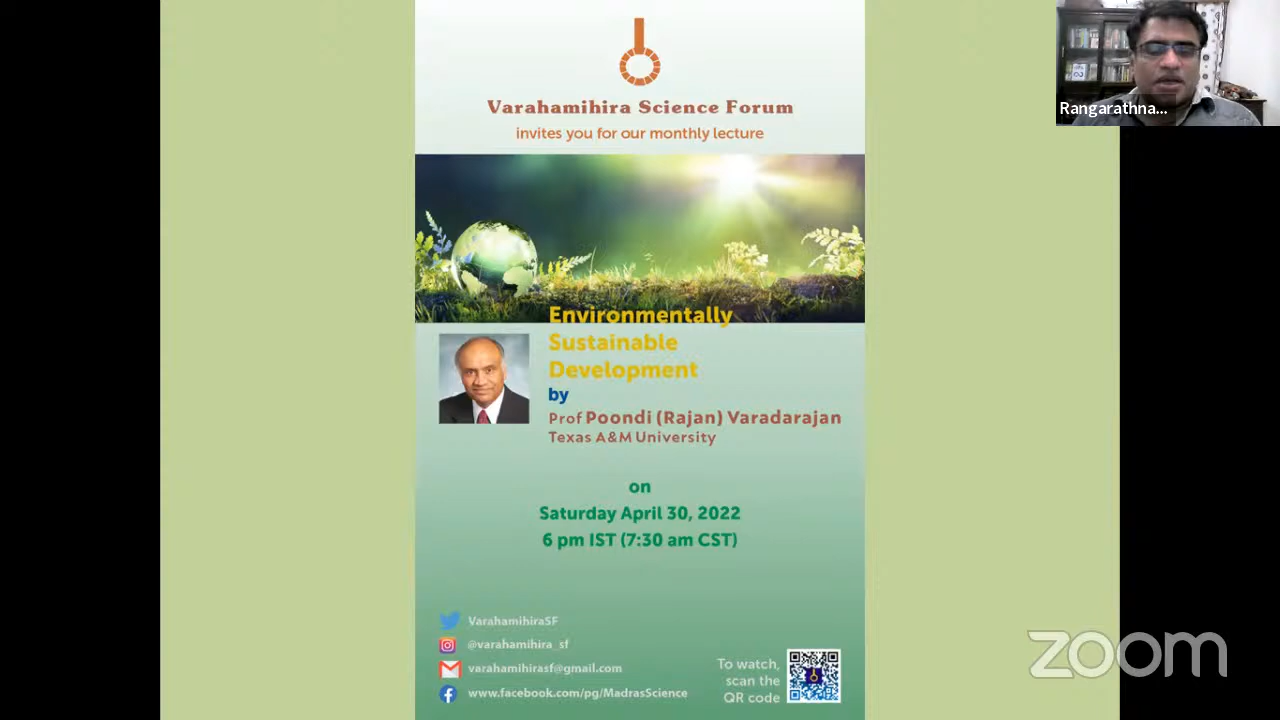 Varahamihira Science Forum
invites you for our monthly lecture
Environmentally
Sustainable
Development
by
Prof Poondi (Rajan) Varadarajan
Texas A&M University
on
Saturday April 30, 2022
6 pm IST (7:30 am CST)
VarahamihiraSF
@varahamihira_sf
varahamihirasf@gmail.com
www.facebook.com/pg/MadrasScience
To watch,
scan the
QR code
Rangarathna...
zoom